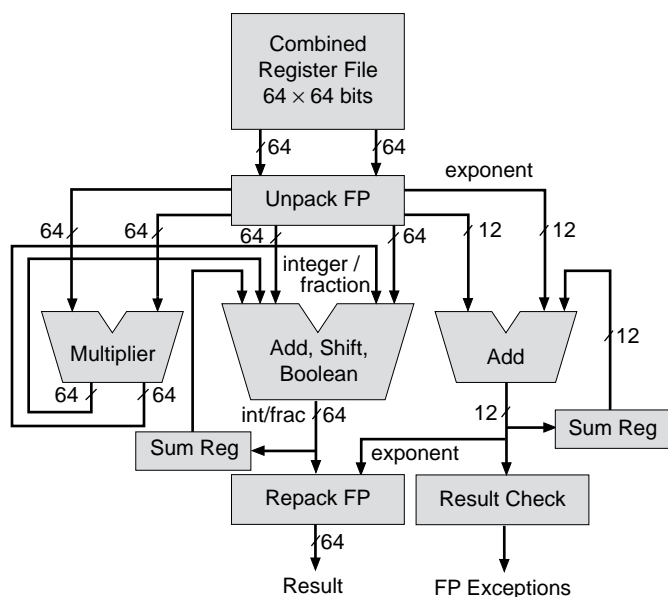 Combined
Register File
64 × 64 bits
64
64
Unpack FP
exponent
64
64
64
64
12
12
integer /
fraction
Multiplier
Add, Shift,
Boolean
Add
12
64
64
int/frac
64
12
Sum Reg
exponent
Sum Reg
Repack FP
Result Check
64
Result
FP Exceptions